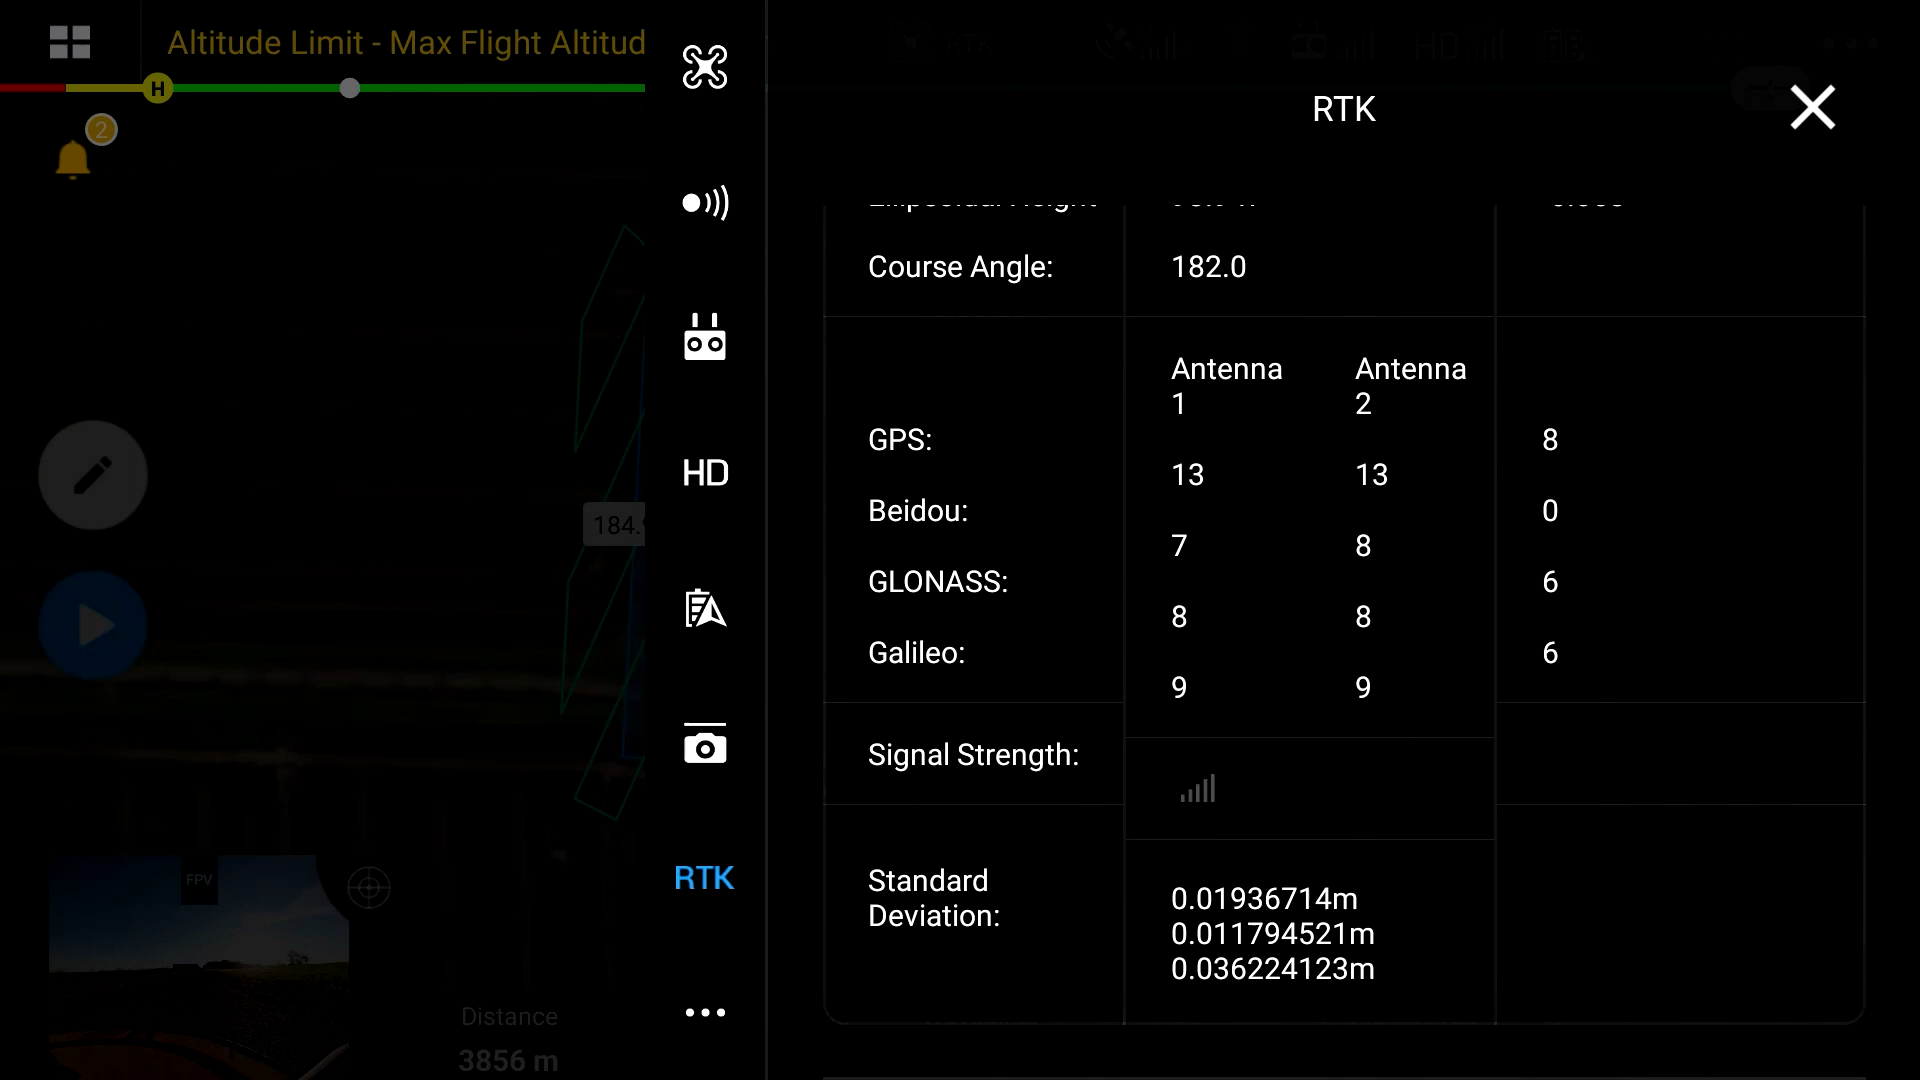 Altitude Limit - Max Flight Altitud
H
2
RTK
HD
RTK
Course Angle:
182.0
Antenna
1
Antenna
2
GPS:
8
13
13
Beidou:
0
7
8
GLONASS:
6
8
8
Galileo:
6
9
9
184.
HD
Signal Strength:
RTK
Standard
Deviation:
0.01936714m
0.011794521m
0.036224123m
FPV
Distance
3856 m